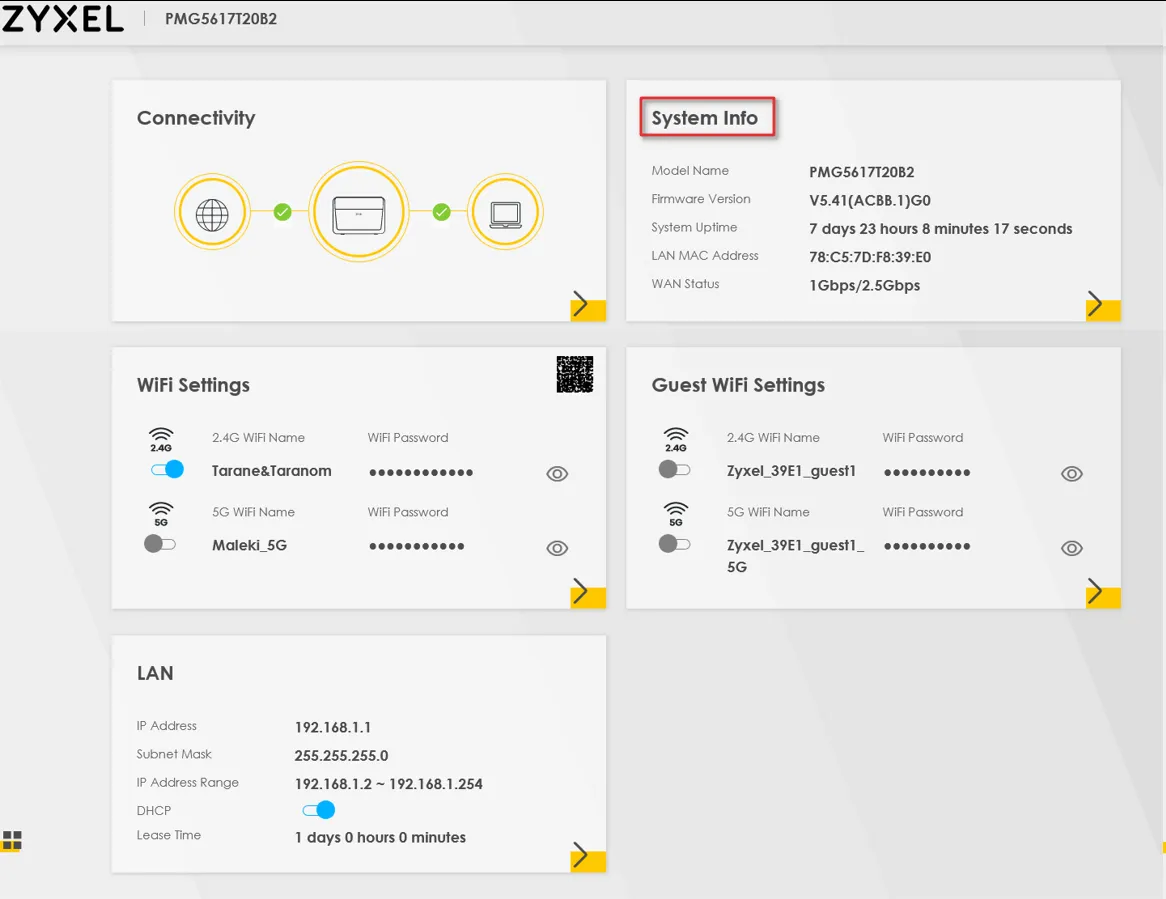 ZYXEL PMG5617T20B2
Connectivity
System Info
Model Name PMG5617T20B2
Firmware Version V5.41(ACBB.1)G0
System Uptime 7 days 23 hours 8 minutes 17 seconds
LAN MAC Address 78:C5:7D:F8:39:E0
WAN Status 1Gbps/2.5Gbps
WiFi Settings
2.4G 2.4G WiFi Name WiFi Password
Tarane&Taranom ●●●●●●●●●●●●
5G 5G WiFi Name WiFi Password
Maleki_5G ●●●●●●●●●●●
Guest WiFi Settings
2.4G 2.4G WiFi Name WiFi Password
Zyxel_39E1_guest1 ●●●●●●●●●●
5G 5G WiFi Name WiFi Password
Zyxel_39E1_guest1_ ●●●●●●●●●●
5G
LAN
IP Address 192.168.1.1
Subnet Mask 255.255.255.0
IP Address Range 192.168.1.2 ~ 192.168.1.254
DHCP
Lease Time 1 days 0 hours 0 minutes